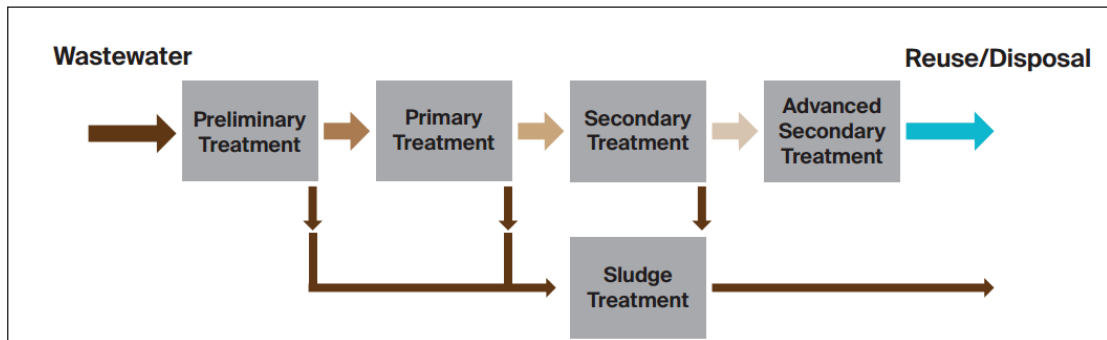 Wastewater
Reuse/Disposal
Preliminary
Treatment
Primary
Treatment
Secondary
Treatment
Advanced
Secondary
Treatment
Sludge
Treatment